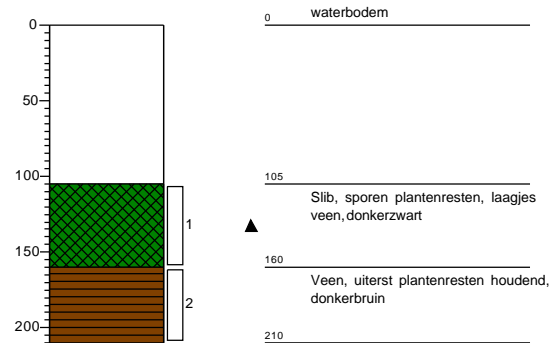 0
50
100
150
200
1
2
0
waterbodem
105
Slib, sporen plantenresten, laagjes
veen, donkerzwart
160
Veen, uiterst plantenresten houdend,
donkerbruin
210